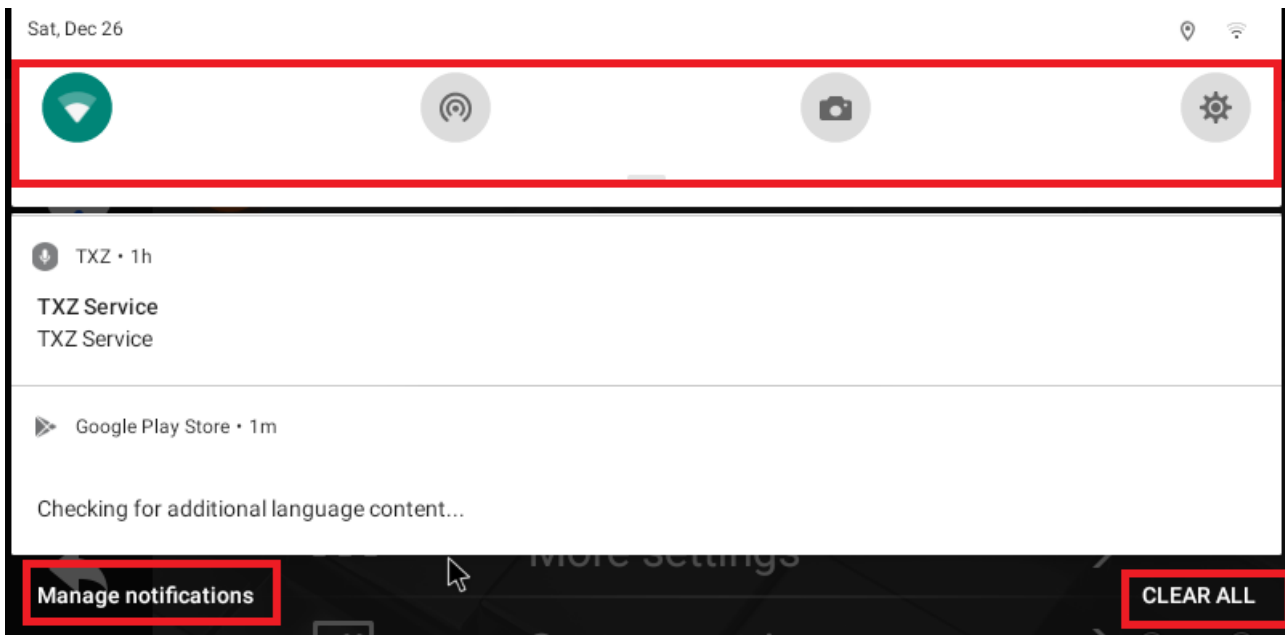 Sat, Dec 26
TXZ • 1h
TXZ Service
TXZ Service
Google Play Store • 1m
Checking for additional language content...
More settings
Manage notifications
CLEAR ALL